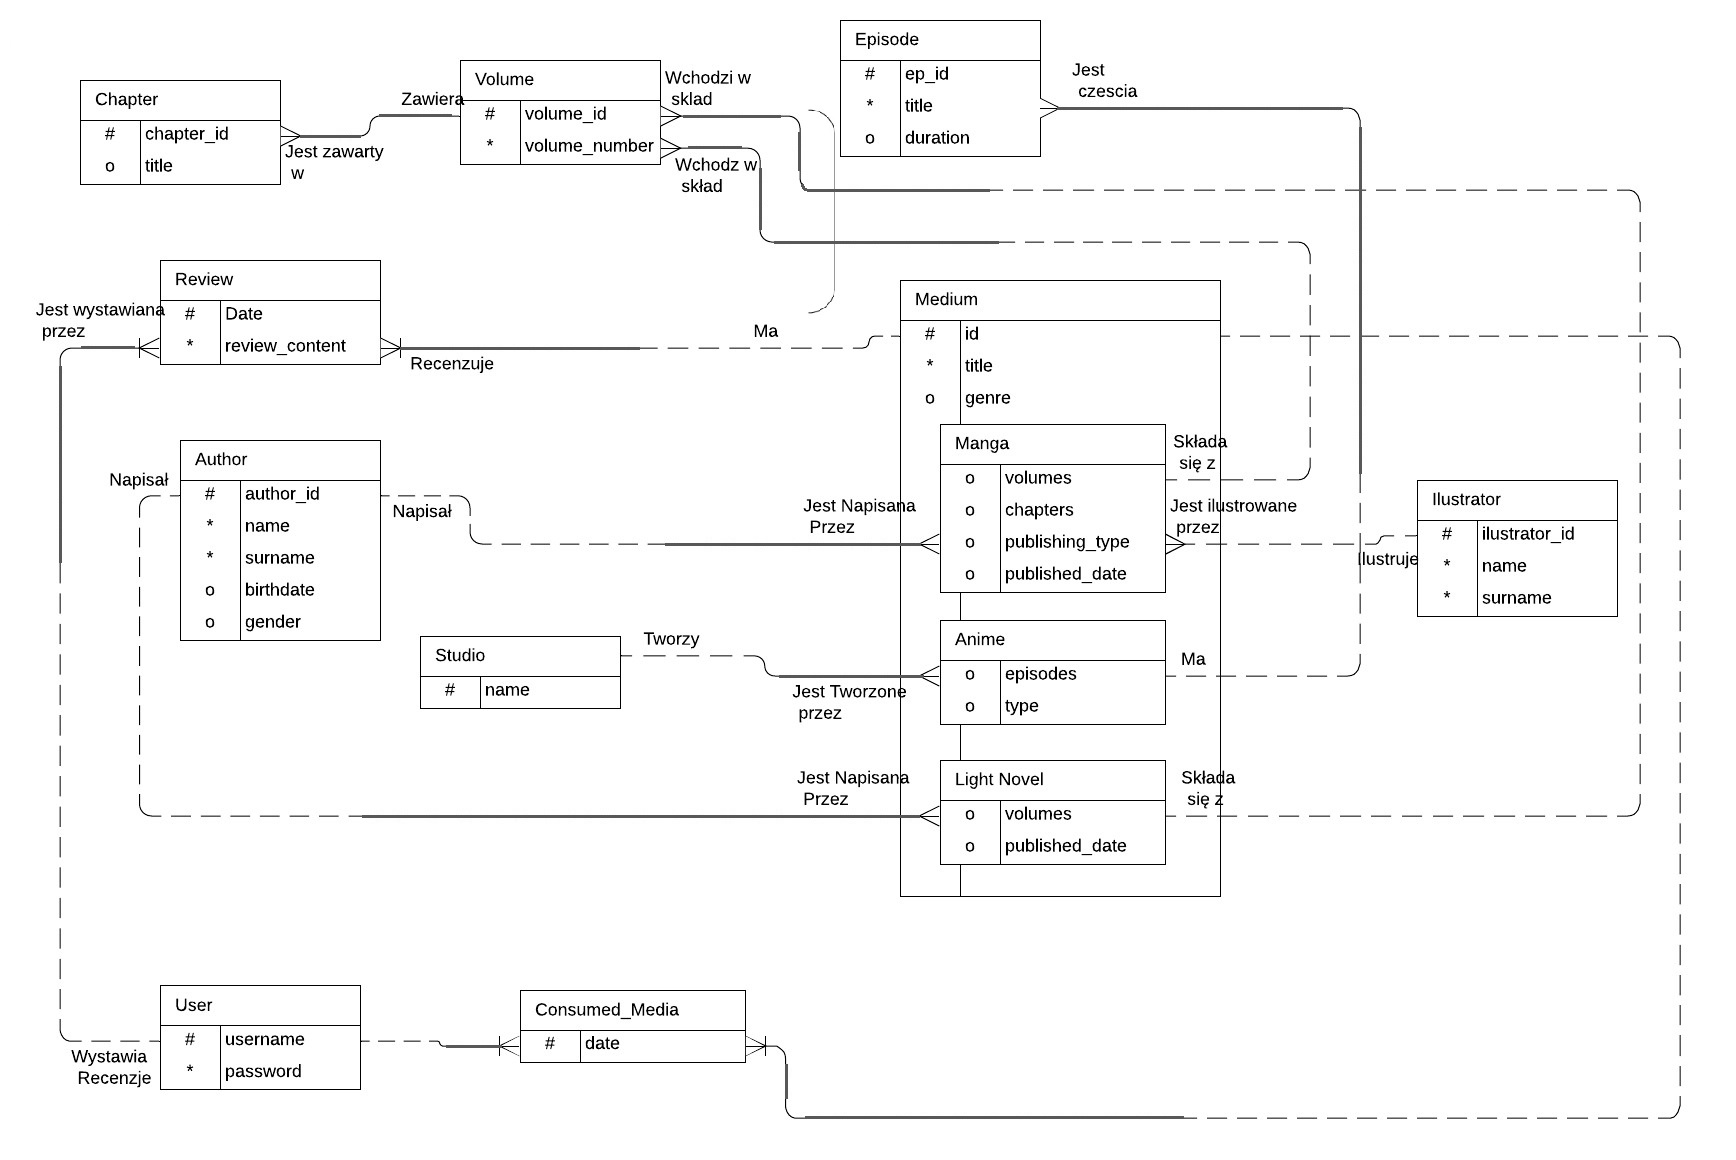 Episode
# ep_id
* title
o duration
Jest
czescia
Volume
# volume_id
* volume_number
Wchodzi w
sklad
Wchodz w
skład
Zawiera
Chapter
# chapter_id
o title
Jest zawarty
w
Review
# Date
* review_content
Jest wystawiana
przez
Recenzuje
Ma
Medium
# id
* title
o genre
Manga
o volumes
o chapters
o publishing_type
o published_date
Składa
się z
Jest ilustrowane
przez
Jest Napisana
Przez
Author
# author_id
* name
* surname
o birthdate
o gender
Napisał
Napisał
Ilustrator
# ilustrator_id
* name
* surname
Ilustruje
Studio
# name
Tworzy
Jest Tworzone
przez
Anime
o episodes
o type
Ma
Jest Napisana
Przez
Light Novel
o volumes
o published_date
Składa
się z
User
# username
* password
Wystawia
Recenzje
Consumed_Media
# date